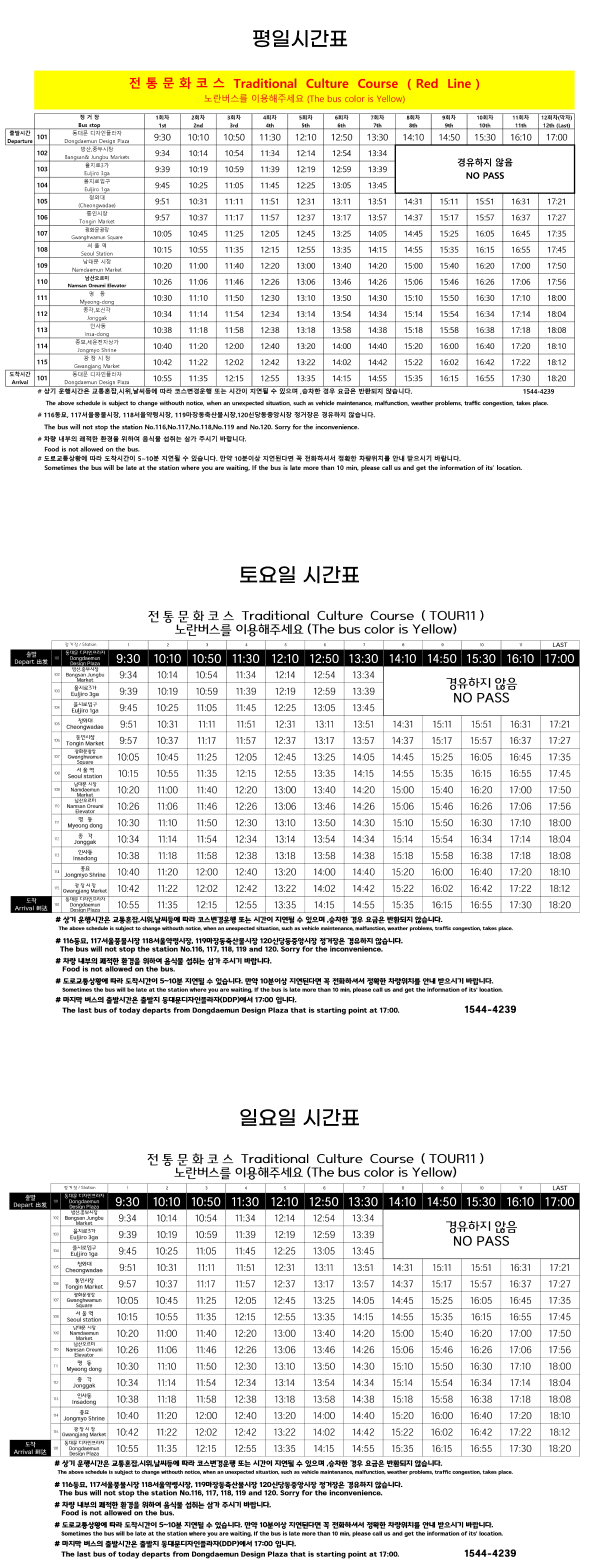 평일시간표
전 통 문 화 코 스 Traditional Culture Course ( Red Line )
노란버스를 이용해주세요 (The bus color is Yellow)
정 거 장 1회차 2회차 3회차 4회차 5회차 6회차 7회차 8회차 9회차 10회차 11회차 12회차(막차)
Bus stop 1st 2nd 3rd 4th 5th 6th 7th 8th 9th 10th 11th 12th (Last)
출발시간 Departure 101 동대문 디자인플라자 Dongdaemun Design Plaza 9:30 10:10 10:50 11:30 12:10 12:50 13:30 14:10 14:50 15:30 16:10 17:00
102 방산,중부시장 Bangsan& Jungbu Markets 9:34 10:14 10:54 11:34 12:14 12:54 13:34
경유하지 않음
NO PASS
103 을지로3가 Euljiro 3ga 9:39 10:19 10:59 11:39 12:19 12:59 13:39
104 을지로입구 Euljiro 1ga 9:45 10:25 11:05 11:45 12:25 13:05 13:45
105 청와대 (Cheongwadae) 9:51 10:31 11:11 11:51 12:31 13:11 13:51 14:31 15:11 15:51 16:31 17:21
106 통인시장 Tongin Market 9:57 10:37 11:17 11:57 12:37 13:17 13:57 14:37 15:17 15:57 16:37 17:27
107 광화문광장 Gwanghwamun Square 10:05 10:45 11:25 12:05 12:45 13:25 14:05 14:45 15:25 16:05 16:45 17:35
108 서 울 역 Seoul Station 10:15 10:55 11:35 12:15 12:55 13:35 14:15 14:55 15:35 16:15 16:55 17:45
109 남대문 시장 Namdaemun Market 10:20 11:00 11:40 12:20 13:00 13:40 14:20 15:00 15:40 16:20 17:00 17:50
110 남산오르미 Namsan Oreumi Elevator 10:26 11:06 11:46 12:26 13:06 13:46 14:26 15:06 15:46 16:26 17:06 17:56
111 명 동 Myeong-dong 10:30 11:10 11:50 12:30 13:10 13:50 14:30 15:10 15:50 16:30 17:10 18:00
112 종각,보신각 Jonggak 10:34 11:14 11:54 12:34 13:14 13:54 14:34 15:14 15:54 16:34 17:14 18:04
113 인사동 Insa-dong 10:38 11:18 11:58 12:38 13:18 13:58 14:38 15:18 15:58 16:38 17:18 18:08
114 종묘,세운전자상가 Jongmyo Shrine 10:40 11:20 12:00 12:40 13:20 14:00 14:40 15:20 16:00 16:40 17:20 18:10
115 광 장 시 장 Gwangjang Market 10:42 11:22 12:02 12:42 13:22 14:02 14:42 15:22 16:02 16:42 17:22 18:12
도착시간 Arrival 101 동대문 디자인플라자 Dongdaemun Design Plaza 10:55 11:35 12:15 12:55 13:35 14:15 14:55 15:35 16:15 16:55 17:30 18:20
# 상기 운행시간은 교통혼잡,시위,날씨등에 따라 코스변경운행 또는 시간이 지연될 수 있으며 ,승차한 경우 요금은 반환되지 않습니다. 1544-4239
The above schedule is subject to change withouth notice, when an unexpected situation, such as vehicle maintenance, malfunction, weather problems, traffic congestion, takes place.
# 116동묘, 117서울풍물시장, 118서울약령시장, 119마장동축산시장,120신당동중앙시장 정거장은 경유하지 않습니다.
The bus will not stop the station No.116,No.117,No.118,No.119 and No.120. Sorry for the inconvenience.
# 차량 내부의 쾌적한 환경을 위하여 음식물 섭취는 삼가 주시기 바랍니다.
Food is not allowed on the bus.
# 도로교통상황에 따라 도착시간이 5~10분 지연될 수 있습니다. 만약 10분이상 지연된다면 꼭 전화하셔서 정확한 차량위치를 안내 받으시기 바랍니다.
Sometimes the bus will be late at the station where you are waiting, If the bus is late more than 10 min, please call us and get the information of its' location.
토요일 시간표
전 통 문 화 코 스 Traditional Culture Course ( TOUR11 )
노란버스를 이용해주세요 (The bus color is Yellow)
정 거 장 / Station 1 2 3 4 5 6 7 8 9 10 11 LAST
출발 Depart 出发 101 동대문 디자인프라자 Dongdaemun Design Plaza 9:30 10:10 10:50 11:30 12:10 12:50 13:30 14:10 14:50 15:30 16:10 17:00
102 방산.중부시장 Bangsan Jungbu Market 9:34 10:14 10:54 11:34 12:14 12:54 13:34
경유하지 않음
NO PASS
103 을지로3가 Euljiro 3ga 9:39 10:19 10:59 11:39 12:19 12:59 13:39
104 을지로입구 Euljiro 1ga 9:45 10:25 11:05 11:45 12:25 13:05 13:45
105 청와대 Cheongwadae 9:51 10:31 11:11 11:51 12:31 13:11 13:51 14:31 15:11 15:51 16:31 17:21
106 통인시장 Tongin Market 9:57 10:37 11:17 11:57 12:37 13:17 13:57 14:37 15:17 15:57 16:37 17:27
107 광화문광장 Gwanghwamun Square 10:05 10:45 11:25 12:05 12:45 13:25 14:05 14:45 15:25 16:05 16:45 17:35
108 서 울 역 Seoul station 10:15 10:55 11:35 12:15 12:55 13:35 14:15 14:55 15:35 16:15 16:55 17:45
109 남대문 시장 Namdaemun Market 10:20 11:00 11:40 12:20 13:00 13:40 14:20 15:00 15:40 16:20 17:00 17:50
110 남산오르미 Namsan Oreumi Elevator 10:26 11:06 11:46 12:26 13:06 13:46 14:26 15:06 15:46 16:26 17:06 17:56
111 명 동 Myeong dong 10:30 11:10 11:50 12:30 13:10 13:50 14:30 15:10 15:50 16:30 17:10 18:00
112 종 각 Jonggak 10:34 11:14 11:54 12:34 13:14 13:54 14:34 15:14 15:54 16:34 17:14 18:04
113 인사동 Insadong 10:38 11:18 11:58 12:38 13:18 13:58 14:38 15:18 15:58 16:38 17:18 18:08
114 종묘 Jongmyo Shrine 10:40 11:20 12:00 12:40 13:20 14:00 14:40 15:20 16:00 16:40 17:20 18:10
115 광 장 시 장 Gwangjang Market 10:42 11:22 12:02 12:42 13:22 14:02 14:42 15:22 16:02 16:42 17:22 18:12
도착 Arrival 到达 101 동대문 디자인프라자 Dongdaemun Design Plaza 10:55 11:35 12:15 12:55 13:35 14:15 14:55 15:35 16:15 16:55 17:30 18:20
# 상기 운행시간은 교통혼잡,시위,날씨등에 따라 코스변경운행 또는 시간이 지연될 수 있으며 ,승차한 경우 요금은 반환되지 않습니다.
The above schedule is subject to change withouth notice, when an unexpected situation, such as vehicle maintenance, malfunction, weather problems, traffic congestion, takes place.
# 116동묘, 117서울풍물시장 118서울약령시장, 119마장동축산물시장 120신당동중앙시장 정거장은 경유하지 않습니다.
The bus will not stop the station No.116, 117, 118, 119 and 120. Sorry for the inconvenience.
# 차량 내부의 쾌적한 환경을 위하여 음식물 섭취는 삼가 주시기 바랍니다.
Food is not allowed on the bus.
# 도로교통상황에 따라 도착시간이 5~10분 지연될 수 있습니다. 만약 10분이상 지연된다면 꼭 전화하셔서 정확한 차량위치를 안내 받으시기 바랍니다.
Sometimes the bus will be late at the station where you are waiting, If the bus is late more than 10 min, please call us and get the information of its' location.
# 마지막 버스의 출발시간은 출발지 동대문디자인플라자(DDP)에서 17:00 입니다.
The last bus of today departs from Dongdaemun Design Plaza that is starting point at 17:00. 1544-4239
일요일 시간표
전 통 문 화 코 스 Traditional Culture Course ( TOUR11 )
노란버스를 이용해주세요 (The bus color is Yellow)
정 거 장 / Station 1 2 3 4 5 6 7 8 9 10 11 LAST
출발 Depart 出发 101 동대문 디자인프라자 Dongdaemun Design Plaza 9:30 10:10 10:50 11:30 12:10 12:50 13:30 14:10 14:50 15:30 16:10 17:00
102 방산.중부시장 Bangsan Jungbu Market 9:34 10:14 10:54 11:34 12:14 12:54 13:34
경유하지 않음
NO PASS
103 을지로3가 Euljiro 3ga 9:39 10:19 10:59 11:39 12:19 12:59 13:39
104 을지로입구 Euljiro 1ga 9:45 10:25 11:05 11:45 12:25 13:05 13:45
105 청와대 Cheongwadae 9:51 10:31 11:11 11:51 12:31 13:11 13:51 14:31 15:11 15:51 16:31 17:21
106 통인시장 Tongin Market 9:57 10:37 11:17 11:57 12:37 13:17 13:57 14:37 15:17 15:57 16:37 17:27
107 광화문광장 Gwanghwamun Square 10:05 10:45 11:25 12:05 12:45 13:25 14:05 14:45 15:25 16:05 16:45 17:35
108 서 울 역 Seoul station 10:15 10:55 11:35 12:15 12:55 13:35 14:15 14:55 15:35 16:15 16:55 17:45
109 남대문 시장 Namdaemun Market 10:20 11:00 11:40 12:20 13:00 13:40 14:20 15:00 15:40 16:20 17:00 17:50
110 남산오르미 Namsan Oreumi Elevator 10:26 11:06 11:46 12:26 13:06 13:46 14:26 15:06 15:46 16:26 17:06 17:56
111 명 동 Myeong dong 10:30 11:10 11:50 12:30 13:10 13:50 14:30 15:10 15:50 16:30 17:10 18:00
112 종 각 Jonggak 10:34 11:14 11:54 12:34 13:14 13:54 14:34 15:14 15:54 16:34 17:14 18:04
113 인사동 Insadong 10:38 11:18 11:58 12:38 13:18 13:58 14:38 15:18 15:58 16:38 17:18 18:08
114 종묘 Jongmyo Shrine 10:40 11:20 12:00 12:40 13:20 14:00 14:40 15:20 16:00 16:40 17:20 18:10
115 광 장 시 장 Gwangjang Market 10:42 11:22 12:02 12:42 13:22 14:02 14:42 15:22 16:02 16:42 17:22 18:12
도착 Arrival 到达 101 동대문 디자인프라자 Dongdaemun Design Plaza 10:55 11:35 12:15 12:55 13:35 14:15 14:55 15:35 16:15 16:55 17:30 18:20
# 상기 운행시간은 교통혼잡,시위,날씨등에 따라 코스변경운행 또는 시간이 지연될 수 있으며 ,승차한 경우 요금은 반환되지 않습니다.
The above schedule is subject to change withouth notice, when an unexpected situation, such as vehicle maintenance, malfunction, weather problems, traffic congestion, takes place.
# 116동묘, 117서울풍물시장 118서울약령시장, 119마장동축산물시장 120신당동중앙시장 정거장은 경유하지 않습니다.
The bus will not stop the station No.116, 117, 118, 119 and 120. Sorry for the inconvenience.
# 차량 내부의 쾌적한 환경을 위하여 음식물 섭취는 삼가 주시기 바랍니다.
Food is not allowed on the bus.
# 도로교통상황에 따라 도착시간이 5~10분 지연될 수 있습니다. 만약 10분이상 지연된다면 꼭 전화하셔서 정확한 차량위치를 안내 받으시기 바랍니다.
Sometimes the bus will be late at the station where you are waiting, If the bus is late more than 10 min, please call us and get the information of its' location.
# 마지막 버스의 출발시간은 출발지 동대문디자인플라자(DDP)에서 17:00 입니다.
The last bus of today departs from Dongdaemun Design Plaza that is starting point at 17:00. 1544-4239